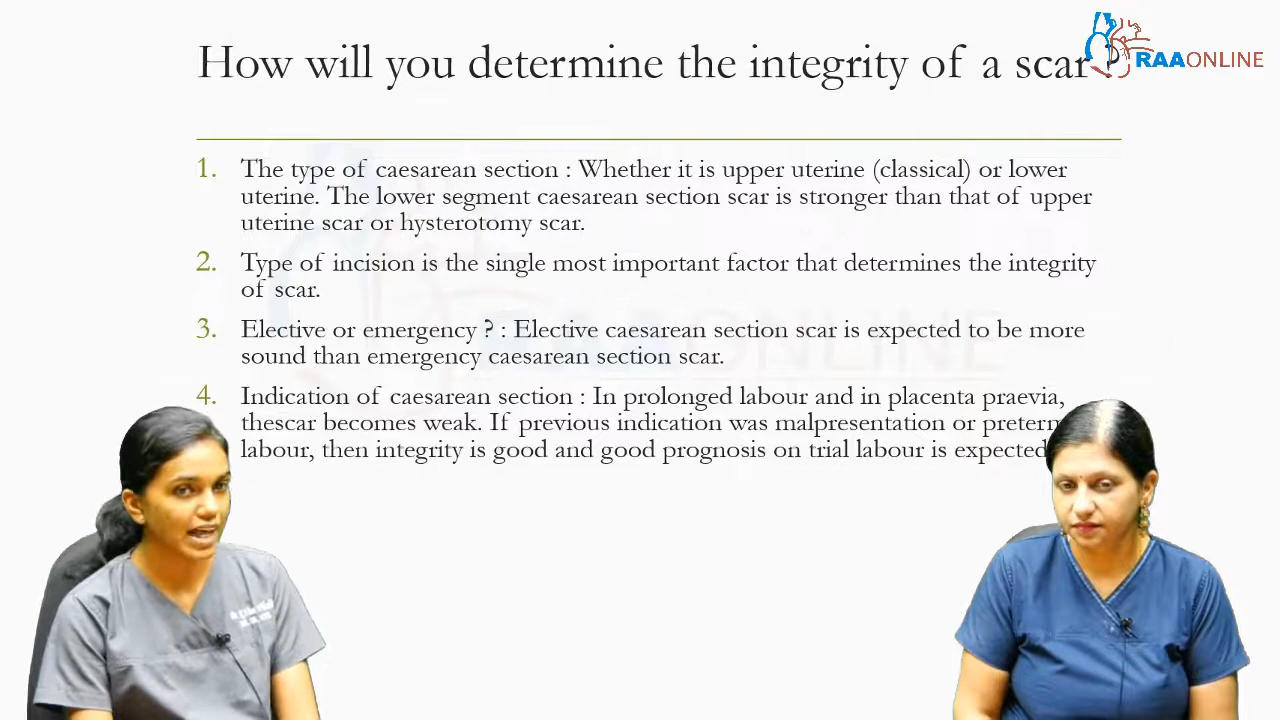 How will you determine the integrity of a scar ?
RAAONLINE
1. The type of caesarean section : Whether it is upper uterine (classical) or lower
uterine. The lower segment caesarean section scar is stronger than that of upper
uterine scar or hysterotomy scar.
2. Type of incision is the single most important factor that determines the integrity
of scar.
3. Elective or emergency ? : Elective caesarean section scar is expected to be more
sound than emergency caesarean section scar.
4. Indication of caesarean section : In prolonged labour and in placenta praevia,
thescar becomes weak. If previous indication was malpresentation or preterm
labour, then integrity is good and good prognosis on trial labour is expected